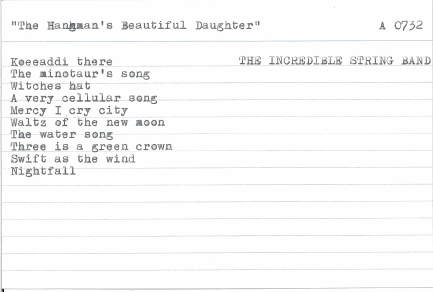 "The Hangman's Beautiful Daughter" A 0732
Koeeaddi there THE INCREDIBLE STRING BAND
The minotaur's song
Witches hat
A very cellular song
Mercy I cry city
Waltz of the new moon
The water song
Three is a green crown
Swift as the wind
Nightfall